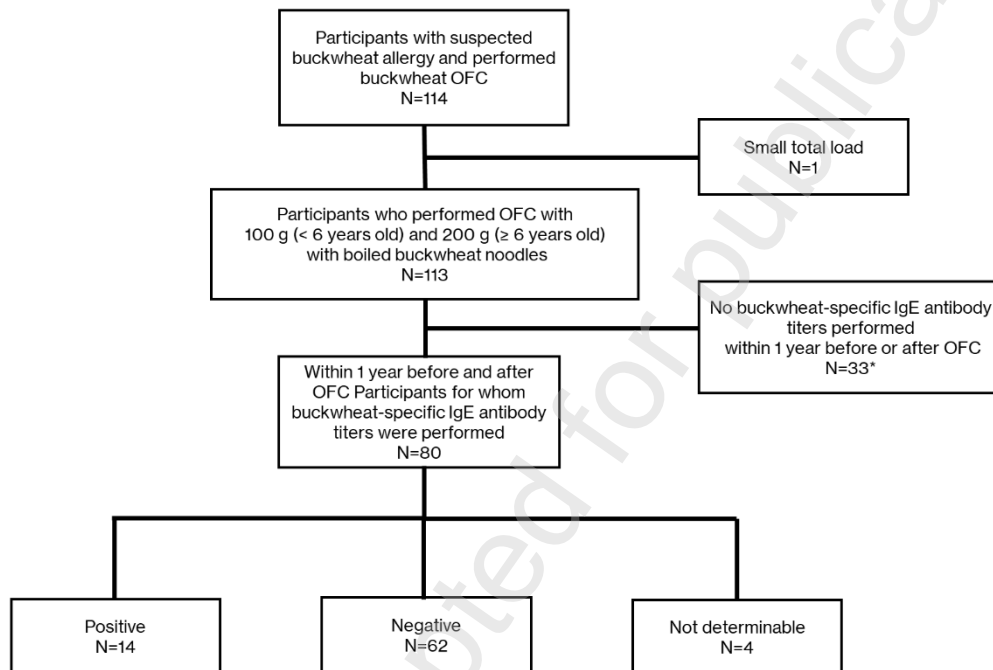 Participants with suspected
buckwheat allergy and performed
buckwheat OFC
N=114
Small total load
N=1
Participants who performed OFC with
100 g (< 6 years old) and 200 g (≥ 6 years old)
with boiled buckwheat noodles
N=113
No buckwheat-specific IgE antibody
titers performed
within 1 year before or after OFC
N=33*
Within 1 year before and after
OFC Participants for whom
buckwheat-specific IgE antibody
titers were performed
N=80
Positive
N=14
Negative
N=62
Not determinable
N=4
for publica